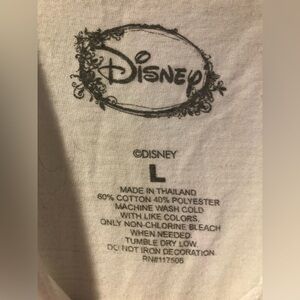 Disney
©DISNEY
L
MADE IN THAILAND
60% COTTON 40% POLYESTER
MACHINE WASH COLD
WITH LIKE COLORS.
ONLY NON-CHLORINE BLEACH
WHEN NEEDED.
TUMBLE DRY LOW.
DO NOT IRON DECORATION.
RN#117506